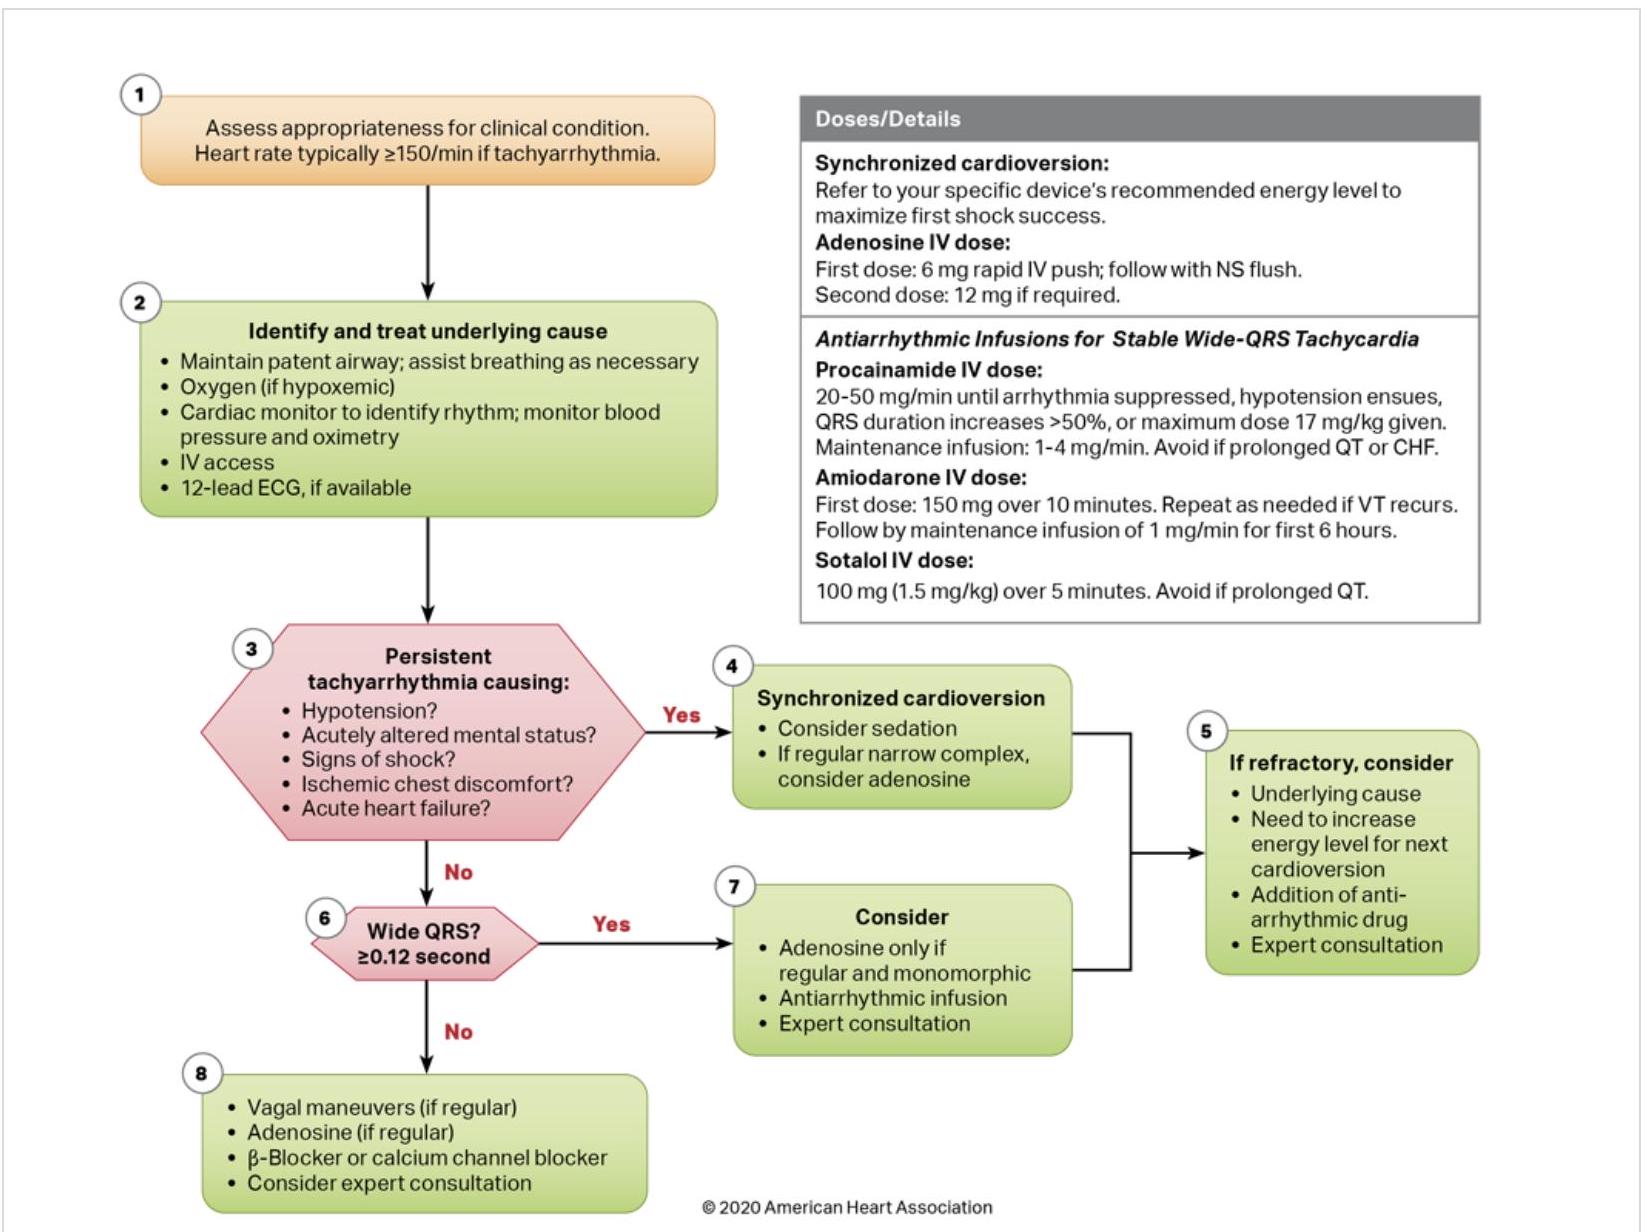 1
Assess appropriateness for clinical condition.
Heart rate typically ≥150/min if tachyarrhythmia.
2
Identify and treat underlying cause
• Maintain patent airway; assist breathing as necessary
• Oxygen (if hypoxemic)
• Cardiac monitor to identify rhythm; monitor blood
pressure and oximetry
• IV access
• 12-lead ECG, if available
Doses/Details
Synchronized cardioversion:
Refer to your specific device's recommended energy level to
maximize first shock success.
Adenosine IV dose:
First dose: 6 mg rapid IV push; follow with NS flush.
Second dose: 12 mg if required.
Antiarrhythmic Infusions for Stable Wide-QRS Tachycardia
Procainamide IV dose:
20-50 mg/min until arrhythmia suppressed, hypotension ensues,
QRS duration increases >50%, or maximum dose 17 mg/kg given.
Maintenance infusion: 1-4 mg/min. Avoid if prolonged QT or CHF.
Amiodarone IV dose:
First dose: 150 mg over 10 minutes. Repeat as needed if VT recurs.
Follow by maintenance infusion of 1 mg/min for first 6 hours.
Sotalol IV dose:
100 mg (1.5 mg/kg) over 5 minutes. Avoid if prolonged QT.
3
Persistent
tachyarrhythmia causing:
• Hypotension?
• Acutely altered mental status?
• Signs of shock?
• Ischemic chest discomfort?
• Acute heart failure?
Yes
4
Synchronized cardioversion
• Consider sedation
• If regular narrow complex,
consider adenosine
5
If refractory, consider
• Underlying cause
• Need to increase
energy level for next
cardioversion
• Addition of anti-
arrhythmic drug
• Expert consultation
No
6
Wide QRS?
≥0.12 second
Yes
7
Consider
• Adenosine only if
regular and monomorphic
• Antiarrhythmic infusion
• Expert consultation
No
8
• Vagal maneuvers (if regular)
• Adenosine (if regular)
• β-Blocker or calcium channel blocker
• Consider expert consultation
© 2020 American Heart Association